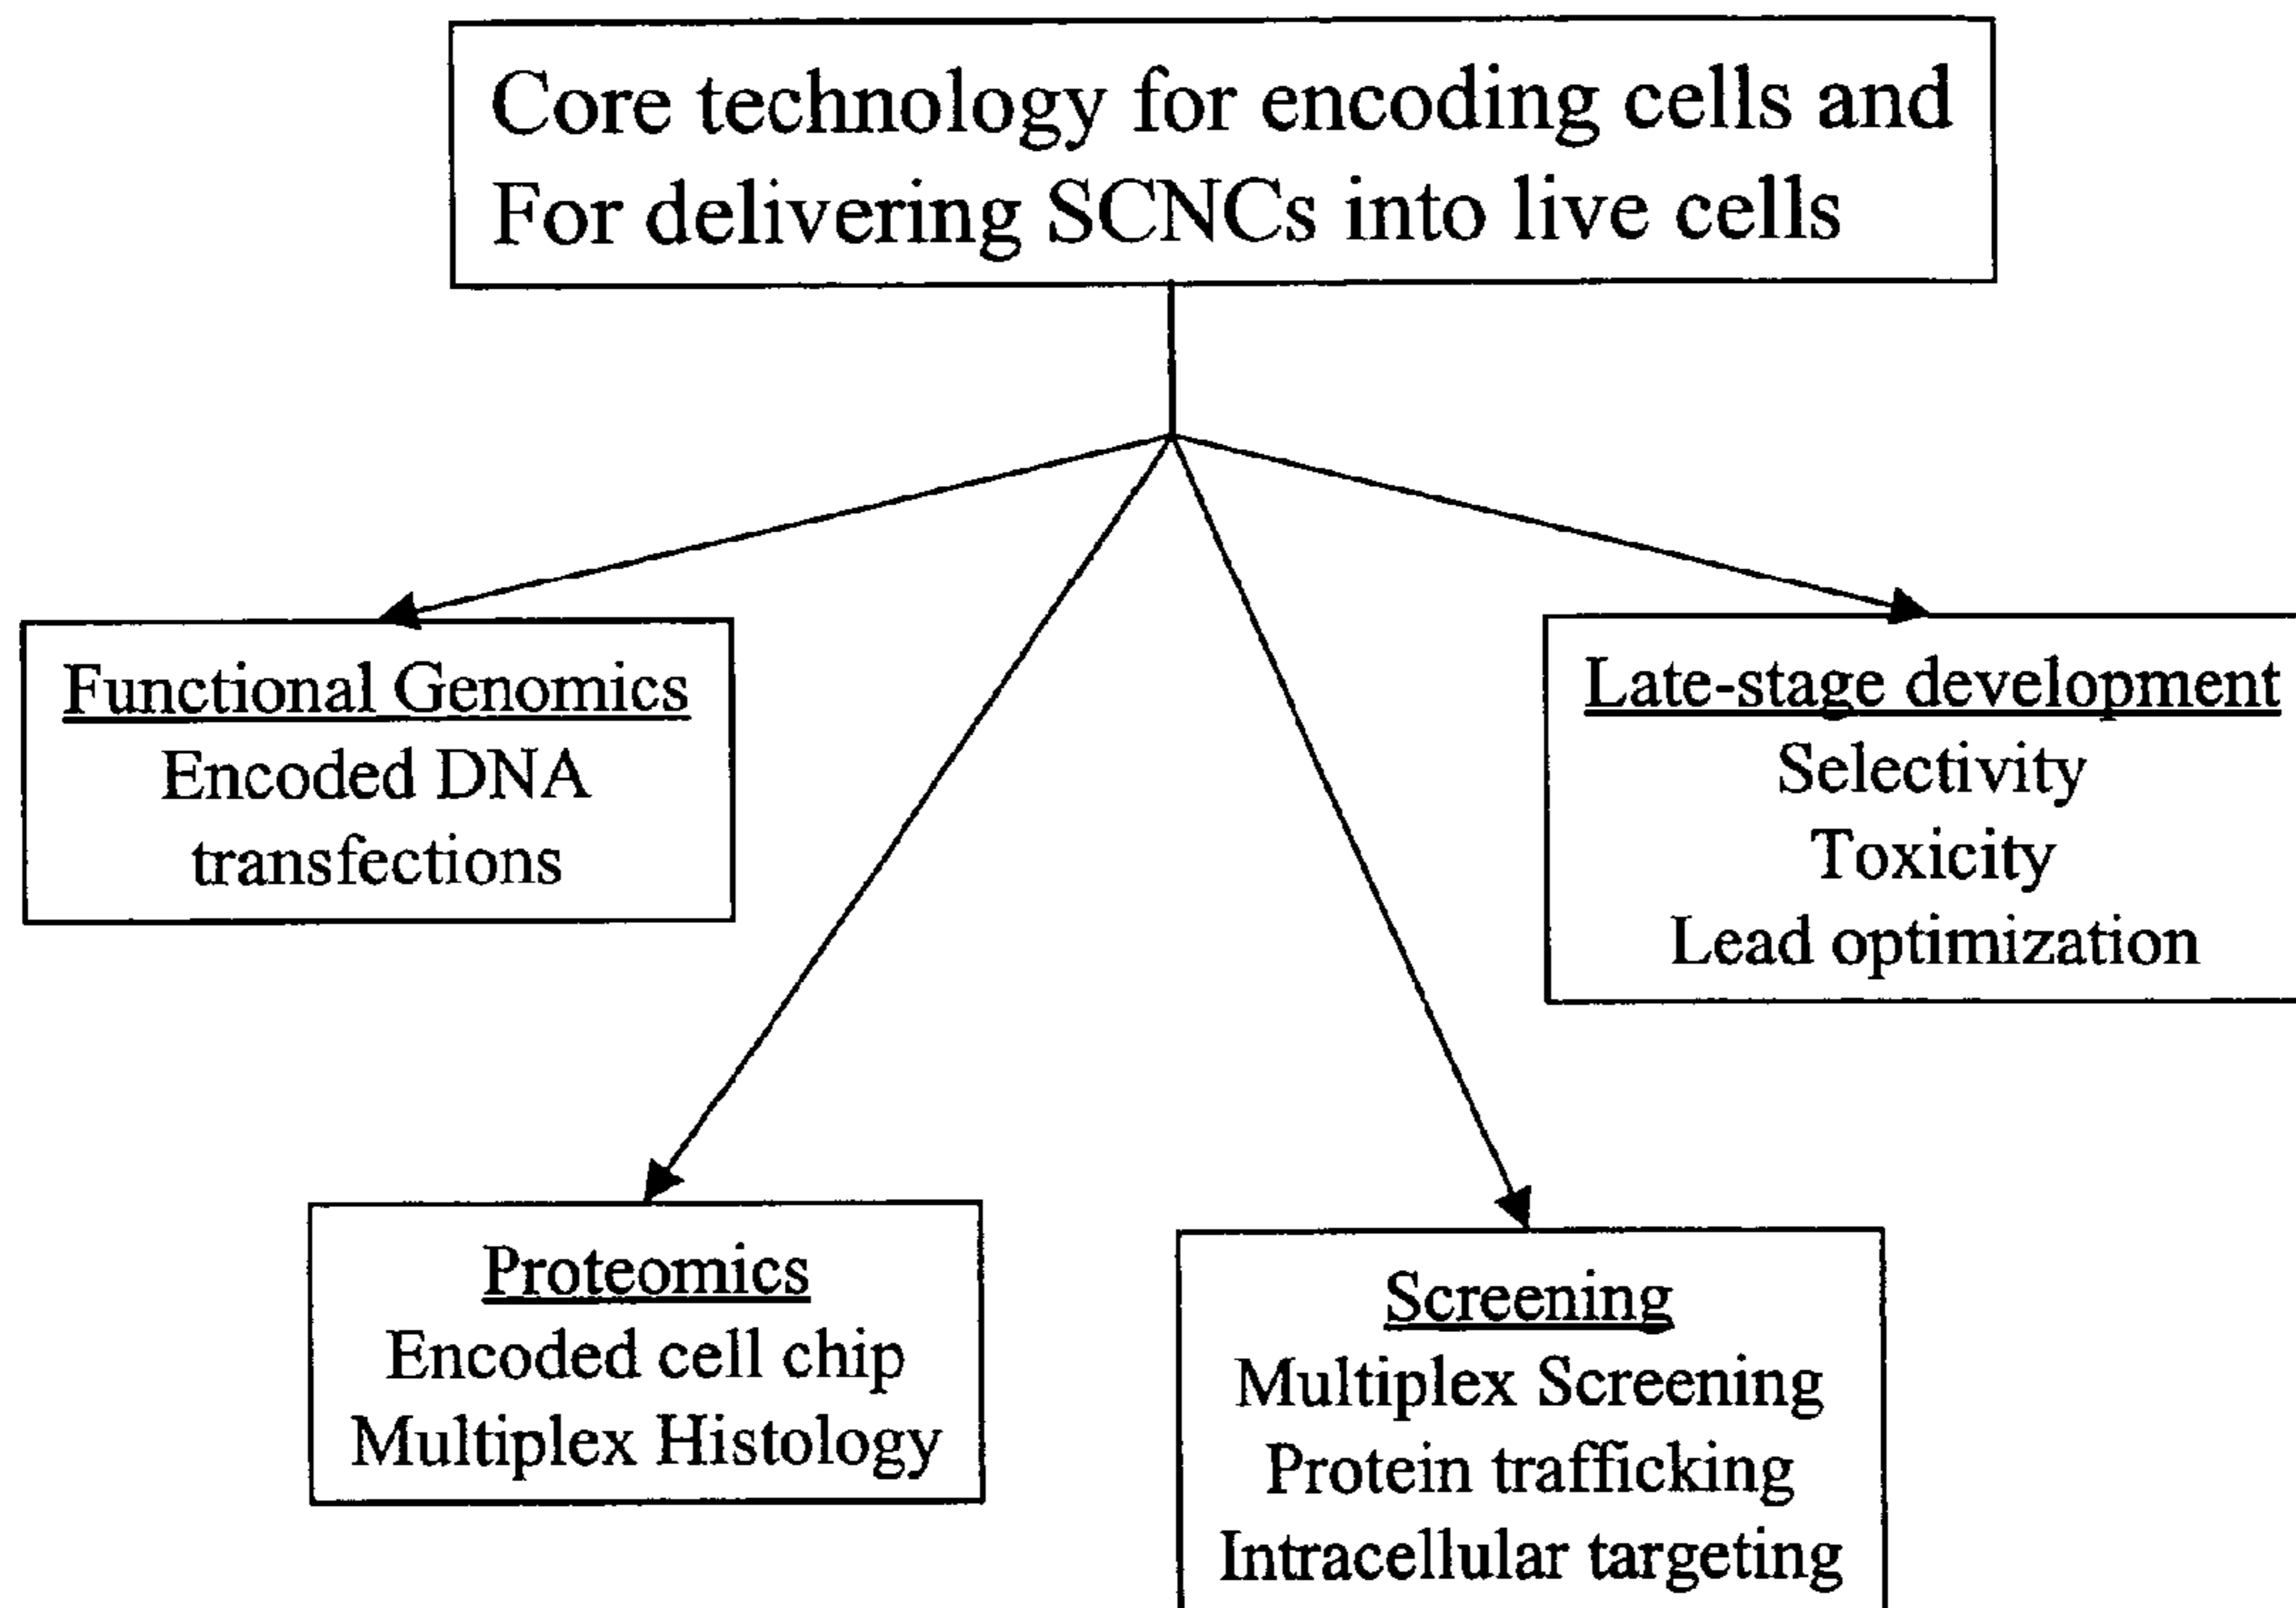 Core technology for encoding cells and
For delivering SCNCs into live cells
Functional Genomics
Encoded DNA
transfections
Late-stage development
Selectivity
Toxicity
Lead optimization
Proteomics
Encoded cell chip
Multiplex Histology
Screening
Multiplex Screening
Protein trafficking
Intracellular targeting